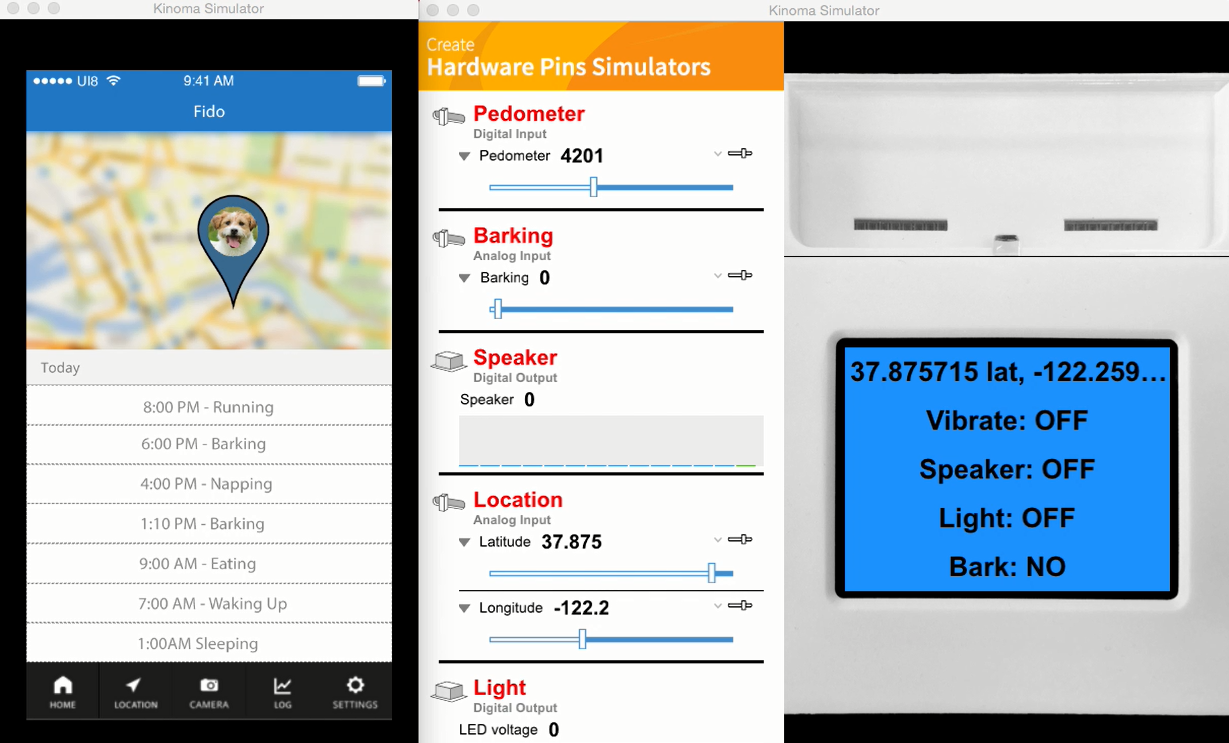 Kinoma Simulator
UI8 9:41 AM
Fido
Today
8:00 PM - Running
6:00 PM - Barking
4:00 PM - Napping
1:10 PM - Barking
9:00 AM - Eating
7:00 AM - Waking Up
1:00AM Sleeping
HOME LOCATION CAMERA LOG SETTINGS
Kinoma Simulator
Create
Hardware Pins Simulators
Pedometer
Digital Input
Pedometer 4201
Barking
Analog Input
Barking 0
Speaker
Digital Output
Speaker 0
Location
Analog Input
Latitude 37.875
Longitude -122.2
Light
Digital Output
LED voltage 0
37.875715 lat, -122.259...
Vibrate: OFF
Speaker: OFF
Light: OFF
Bark: NO